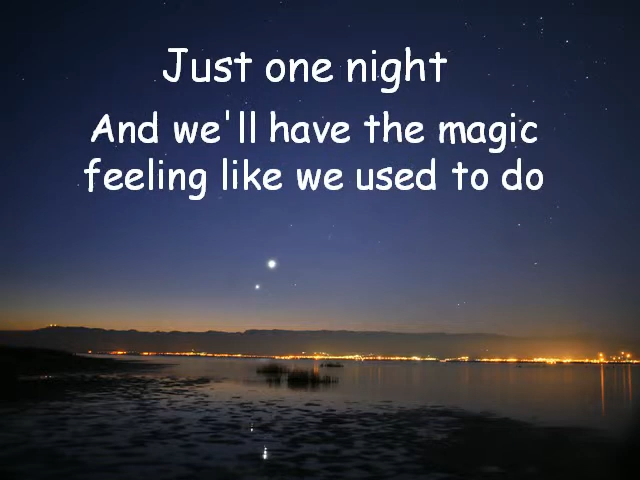 Just one night
And we'll have the magic
feeling like we used to do